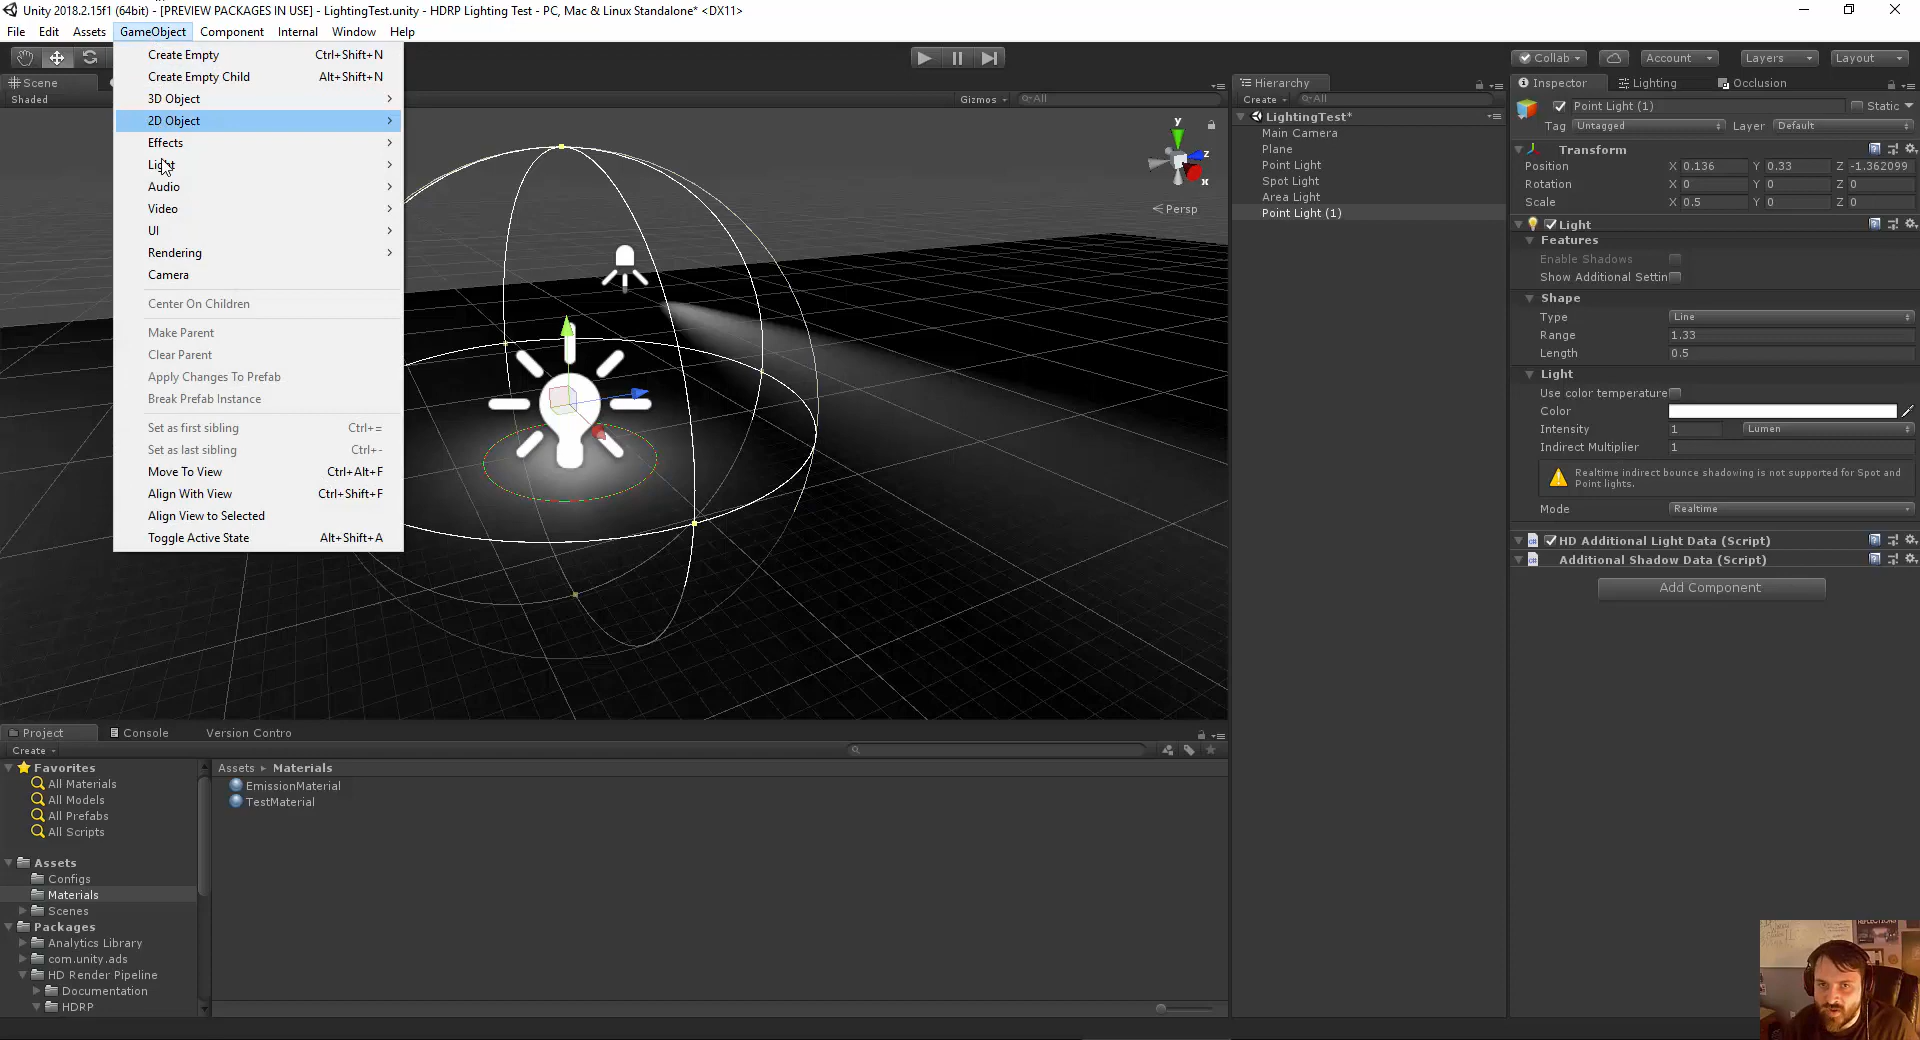 Unity 2018.2.15f1 (64bit) - [PREVIEW PACKAGES IN USE] - LightingTest.unity - HDRP Lighting Test - PC, Mac & Linux Standalone* <DX11>
File Edit Assets GameObject Component Internal Window Help
Collab Account Layers Layout
Scene
Shaded
Gizmos All
Create Empty Ctrl+Shift+N
Create Empty Child Alt+Shift+N
3D Object
2D Object
Effects
Light
Audio
Video
UI
Rendering
Camera
Center On Children
Make Parent
Clear Parent
Apply Changes To Prefab
Break Prefab Instance
Set as first sibling Ctrl+=
Set as last sibling Ctrl+-
Move To View Ctrl+Alt+F
Align With View Ctrl+Shift+F
Align View to Selected
Toggle Active State Alt+Shift+A
y
z
x
Persp
Hierarchy
Create All
LightingTest*
Main Camera
Plane
Point Light
Spot Light
Area Light
Point Light (1)
Inspector Lighting Occlusion
Point Light (1) Static
Tag Untagged Layer Default
Transform
Position X 0.136 Y 0.33 Z -1.362099
Rotation X 0 Y 0 Z 0
Scale X 0.5 Y 0 Z 0
Light
Features
Enable Shadows
Show Additional Settin
Shape
Type Line
Range 1.33
Length 0.5
Light
Use color temperature
Color
Intensity 1 Lumen
Indirect Multiplier 1
Realtime indirect bounce shadowing is not supported for Spot and
Point lights.
Mode Realtime
HD Additional Light Data (Script)
Additional Shadow Data (Script)
Add Component
Project Console Version Contro
Create
Favorites
All Materials
All Models
All Prefabs
All Scripts
Assets
Configs
Materials
Scenes
Packages
Analytics Library
com.unity.ads
HD Render Pipeline
Documentation
HDRP
Assets Materials
EmissionMaterial
TestMaterial